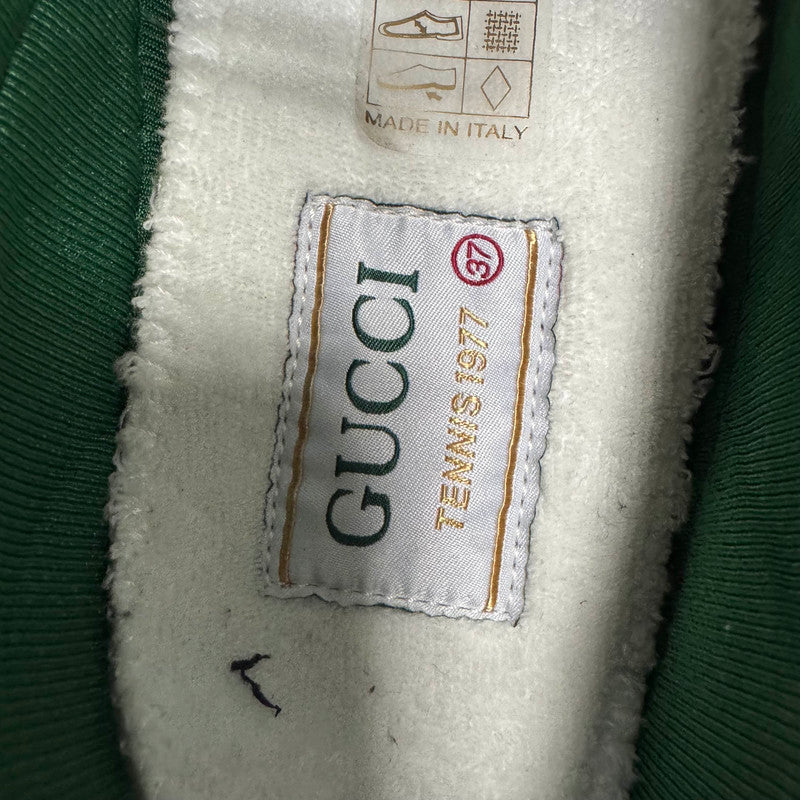 MADE IN ITALY
GUCCI
TENNIS 1977
37